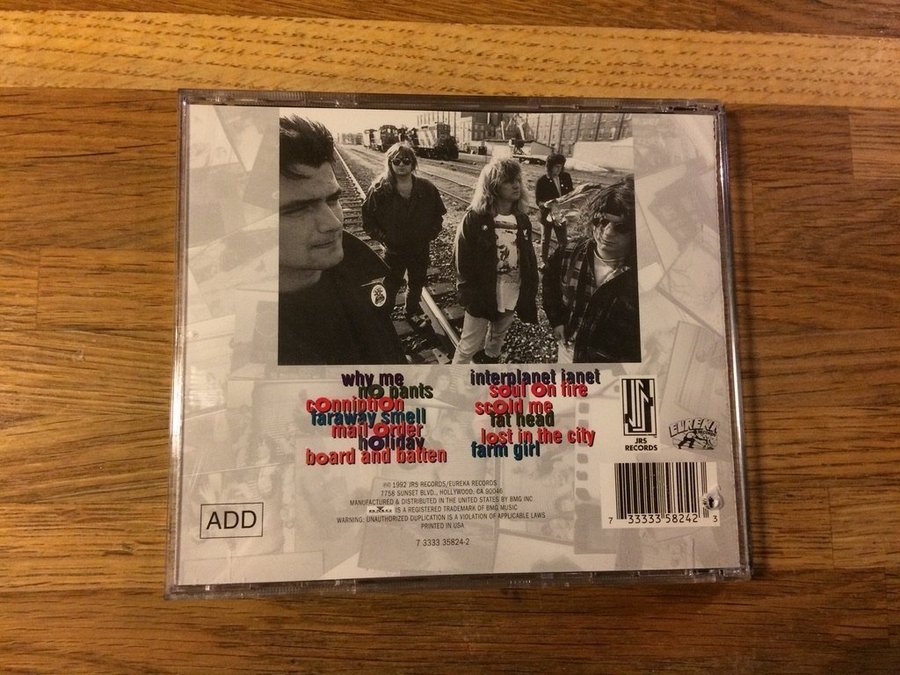 why me
no pants
conniption
faraway smell
mail order
holiday
board and batten
interplanet janet
soul on fire
scold me
fat head
lost in the city
farm girl
JRS
RECORDS
EUREKA
ADD
℗© 1992 JRS RECORDS/EUREKA RECORDS
7758 SUNSET BLVD., HOLLYWOOD, CA 90046
MANUFACTURED & DISTRIBUTED IN THE UNITED STATES BY BMG INC
BMG IS A REGISTERED TRADEMARK OF BMG MUSIC
WARNING: UNAUTHORIZED DUPLICATION IS A VIOLATION OF APPLICABLE LAWS
PRINTED IN USA
7 3333 35824-2
7 33333 58242 3